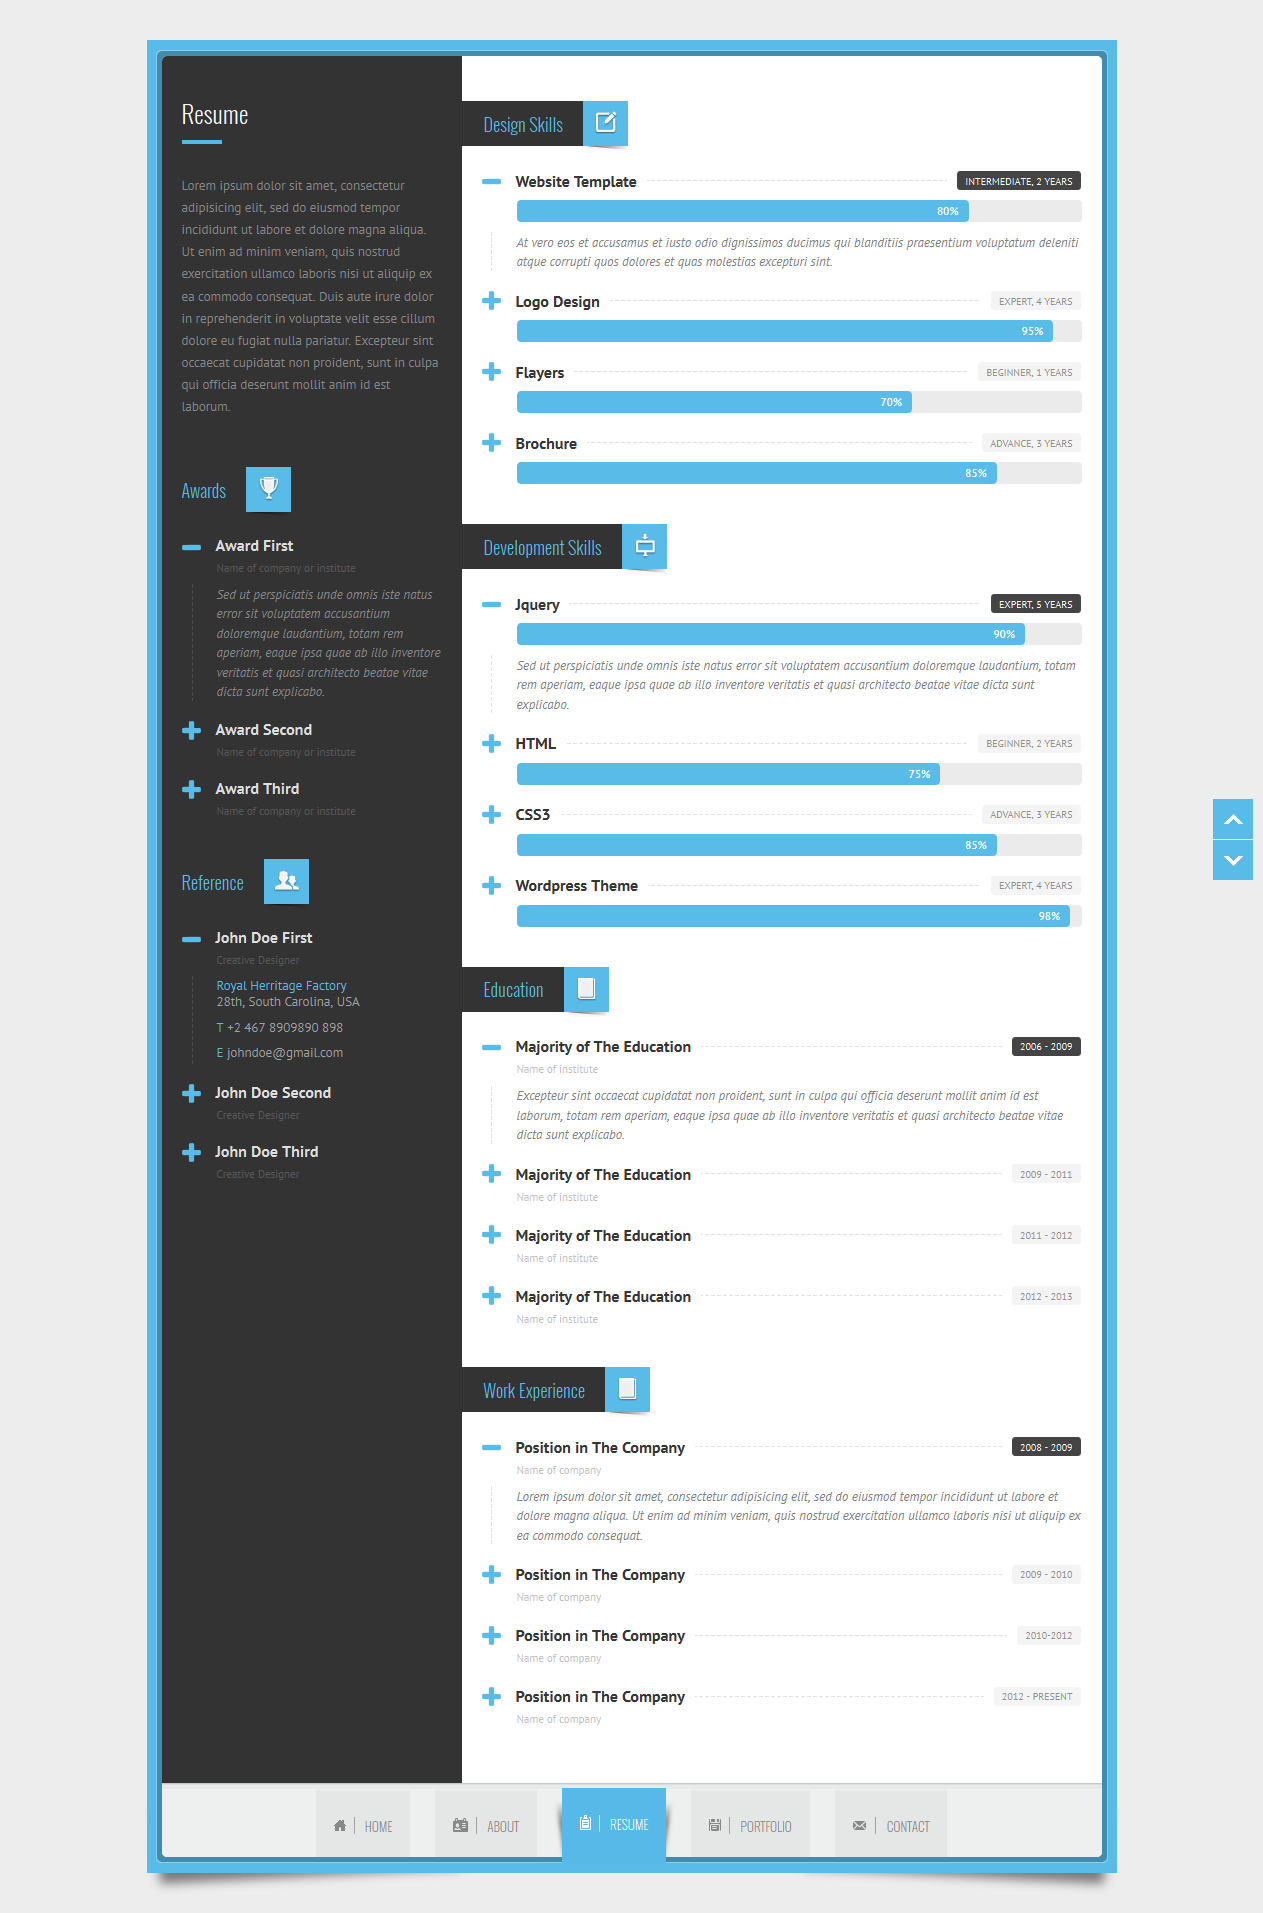 Resume
Lorem ipsum dolor sit amet, consectetur
adipisicing elit, sed do eiusmod tempor
incididunt ut labore et dolore magna aliqua.
Ut enim ad minim veniam, quis nostrud
exercitation ullamco laboris nisi ut aliquip ex
ea commodo consequat. Duis aute irure dolor
in reprehenderit in voluptate velit esse cillum
dolore eu fugiat nulla pariatur. Excepteur sint
occaecat cupidatat non proident, sunt in culpa
qui officia deserunt mollit anim id est
laborum.
Awards
Award First
Name of company or institute
Sed ut perspiciatis unde omnis iste natus
error sit voluptatem accusantium
doloremque laudantium, totam rem
aperiam, eaque ipsa quae ab illo inventore
veritatis et quasi architecto beatae vitae
dicta sunt explicabo.
Award Second
Name of company or institute
Award Third
Name of company or institute
Reference
John Doe First
Creative Designer
Royal Herritage Factory
28th, South Carolina, USA
T +2 467 8909890 898
E johndoe@gmail.com
John Doe Second
Creative Designer
John Doe Third
Creative Designer
Design Skills
Website Template INTERMEDIATE, 2 YEARS
80%
At vero eos et accusamus et iusto odio dignissimos ducimus qui blanditiis praesentium voluptatum deleniti
atque corrupti quos dolores et quas molestias excepturi sint.
Logo Design EXPERT, 4 YEARS
95%
Flayers BEGINNER, 1 YEARS
70%
Brochure ADVANCE, 3 YEARS
85%
Development Skills
Jquery EXPERT, 5 YEARS
90%
Sed ut perspiciatis unde omnis iste natus error sit voluptatem accusantium doloremque laudantium, totam
rem aperiam, eaque ipsa quae ab illo inventore veritatis et quasi architecto beatae vitae dicta sunt
explicabo.
HTML BEGINNER, 2 YEARS
75%
CSS3 ADVANCE, 3 YEARS
85%
Wordpress Theme EXPERT, 4 YEARS
98%
Education
Majority of The Education 2006 - 2009
Name of institute
Excepteur sint occaecat cupidatat non proident, sunt in culpa qui officia deserunt mollit anim id est
laborum, totam rem aperiam, eaque ipsa quae ab illo inventore veritatis et quasi architecto beatae vitae
dicta sunt explicabo.
Majority of The Education 2009 - 2011
Name of institute
Majority of The Education 2011 - 2012
Name of institute
Majority of The Education 2012 - 2013
Name of institute
Work Experience
Position in The Company 2008 - 2009
Name of company
Lorem ipsum dolor sit amet, consectetur adipisicing elit, sed do eiusmod tempor incididunt ut labore et
dolore magna aliqua. Ut enim ad minim veniam, quis nostrud exercitation ullamco laboris nisi ut aliquip ex
ea commodo consequat.
Position in The Company 2009 - 2010
Name of company
Position in The Company 2010-2012
Name of company
Position in The Company 2012 - PRESENT
Name of company
HOME ABOUT RESUME PORTFOLIO CONTACT